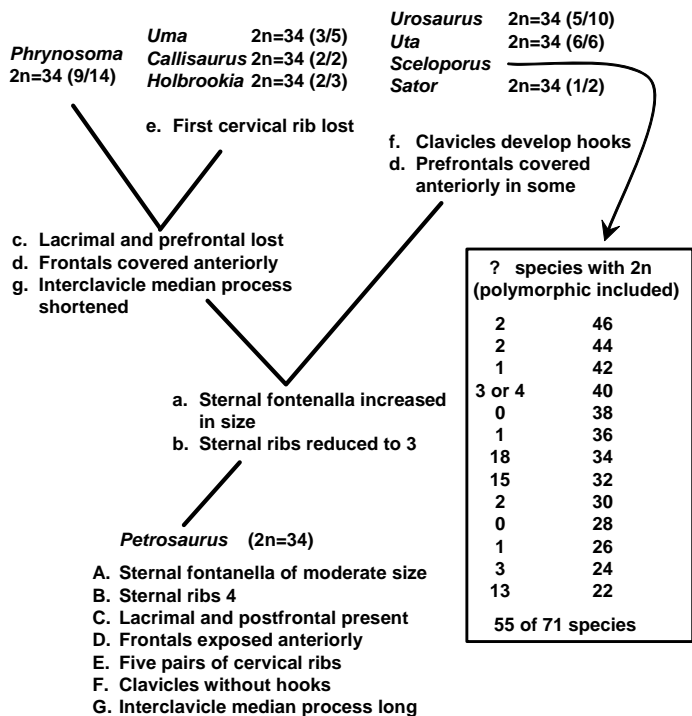 Phrynosoma
2n=34 (9/14)
Uma 2n=34 (3/5)
Callisaurus 2n=34 (2/2)
Holbrookia 2n=34 (2/3)
Urosaurus 2n=34 (5/10)
Uta 2n=34 (6/6)
Sceloporus
Sator 2n=34 (1/2)
e. First cervical rib lost
f. Clavicles develop hooks
d. Prefrontals covered
anteriorly in some
c. Lacrimal and prefrontal lost
d. Frontals covered anteriorly
g. Interclavicle median process
shortened
a. Sternal fontenalla increased
in size
b. Sternal ribs reduced to 3
Petrosaurus (2n=34)
A. Sternal fontanella of moderate size
B. Sternal ribs 4
C. Lacrimal and postfrontal present
D. Frontals exposed anteriorly
E. Five pairs of cervical ribs
F. Clavicles without hooks
G. Interclavicle median process long
? species with 2n
(polymorphic included)
2 46
2 44
1 42
3 or 4 40
0 38
1 36
18 34
15 32
2 30
0 28
1 26
3 24
13 22
55 of 71 species